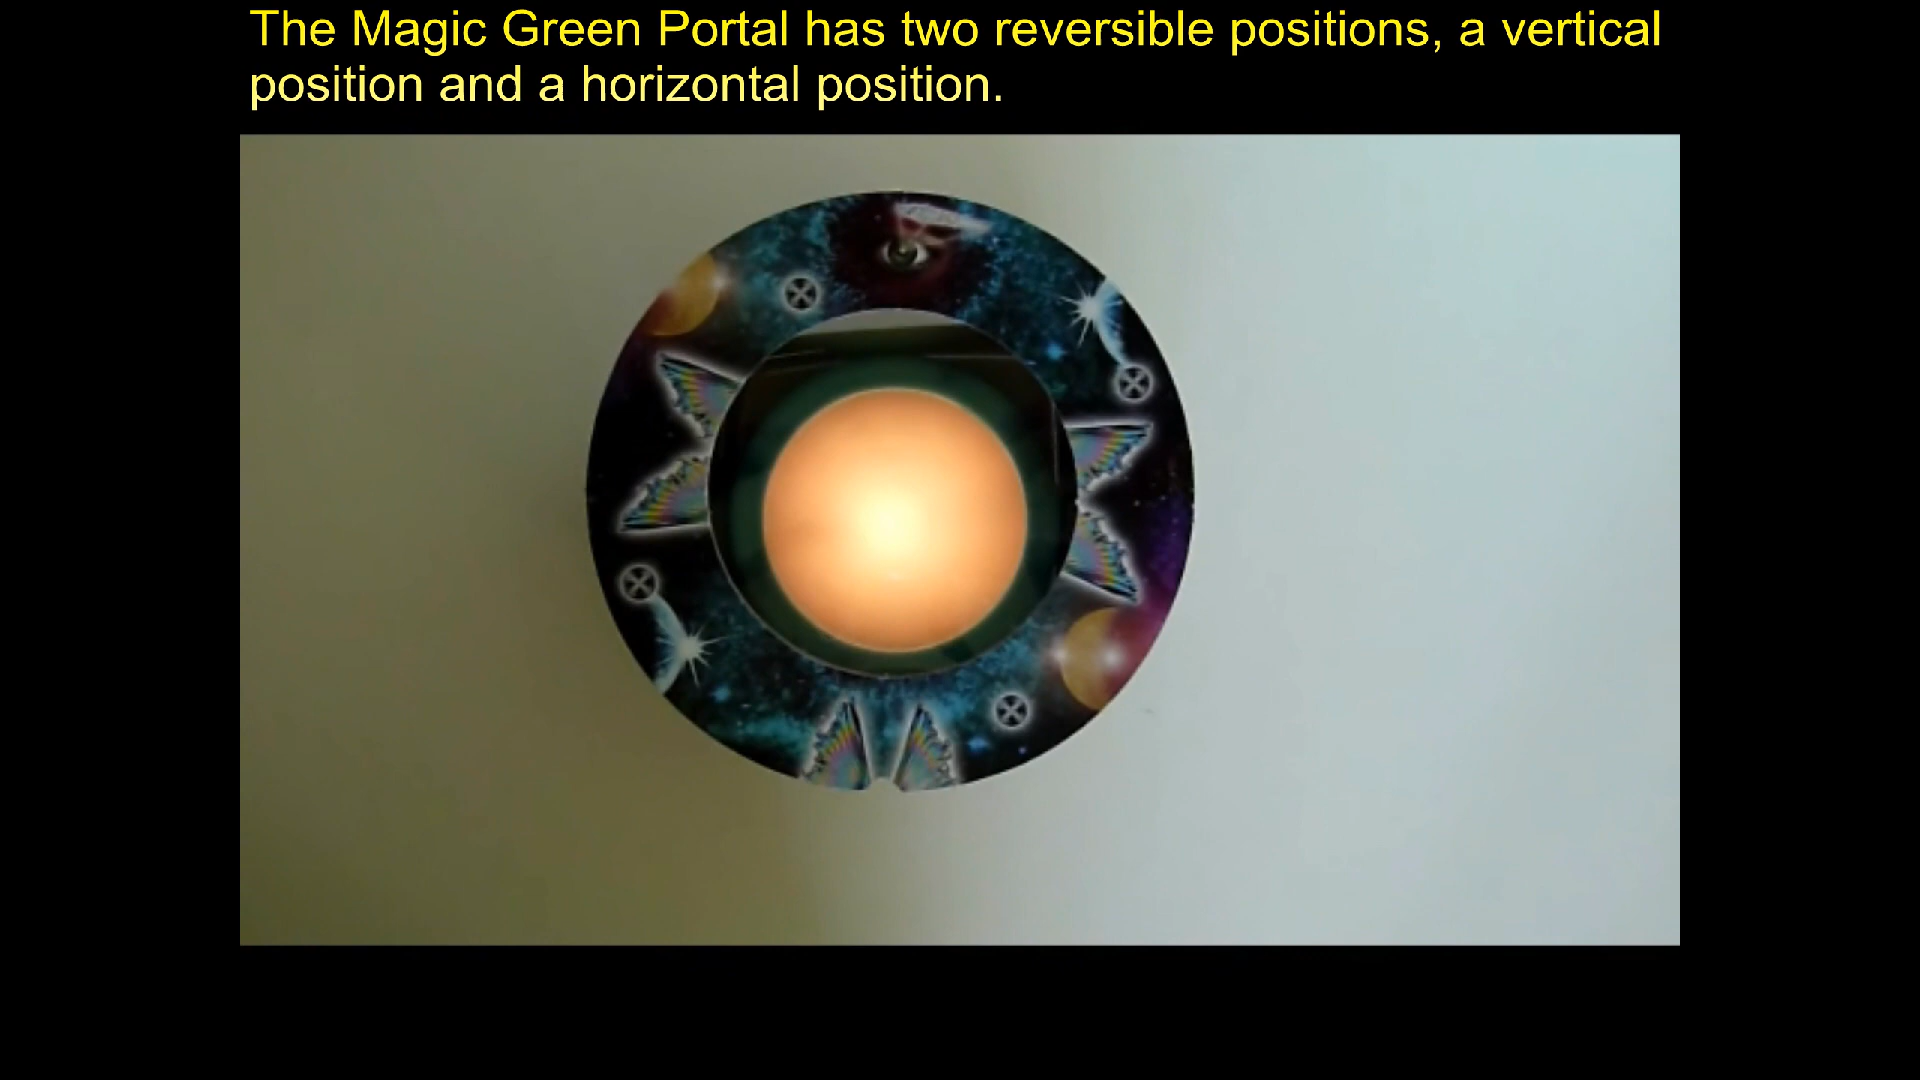 The Magic Green Portal has two reversible positions, a vertical
position and a horizontal position.